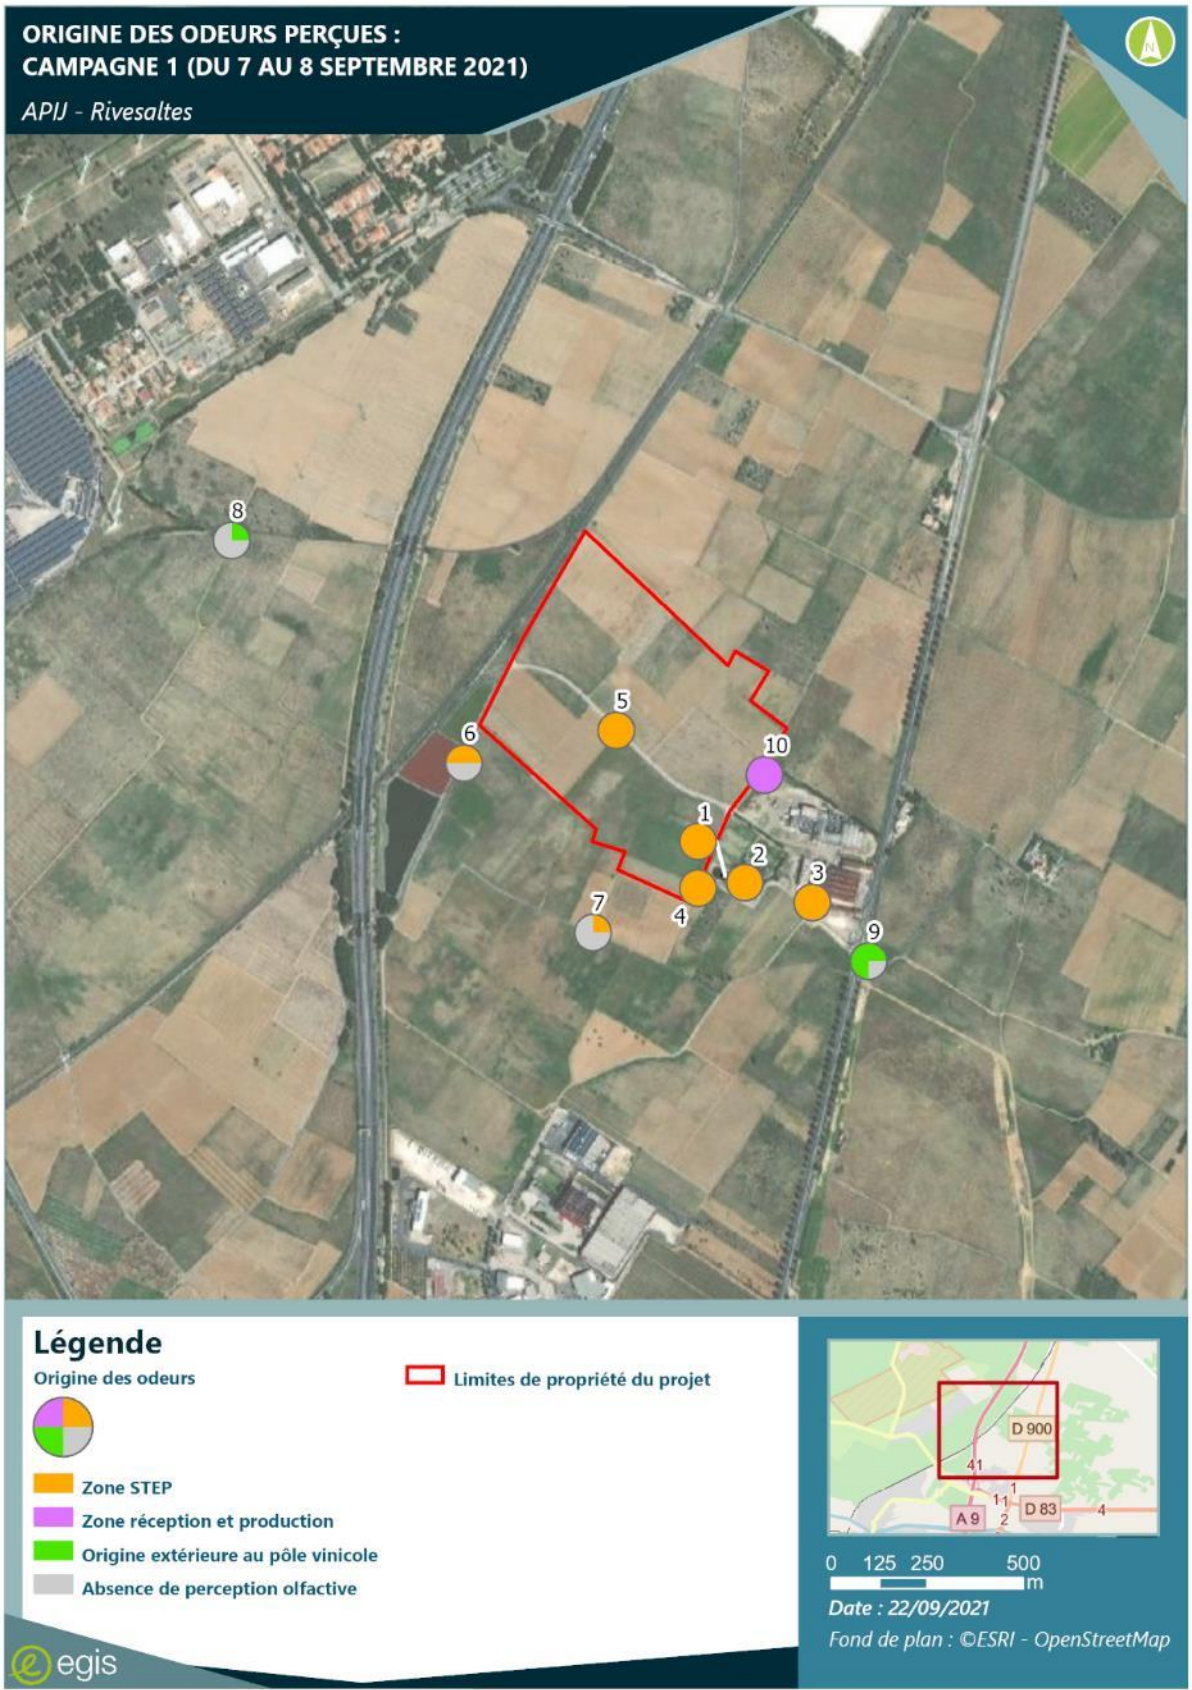 ORIGINE DES ODEURS PERÇUES :
CAMPAGNE 1 (DU 7 AU 8 SEPTEMBRE 2021)
APIJ - Rivesaltes
N
8
5
6
10
1
2
3
4
7
9
Légende
Origine des odeurs
Limites de propriété du projet
Zone STEP
Zone réception et production
Origine extérieure au pôle vinicole
Absence de perception olfactive
egis
D 900
41
1
11
D 83
4
A 9
2
0 125 250 500
m
Date : 22/09/2021
Fond de plan : ©ESRI - OpenStreetMap